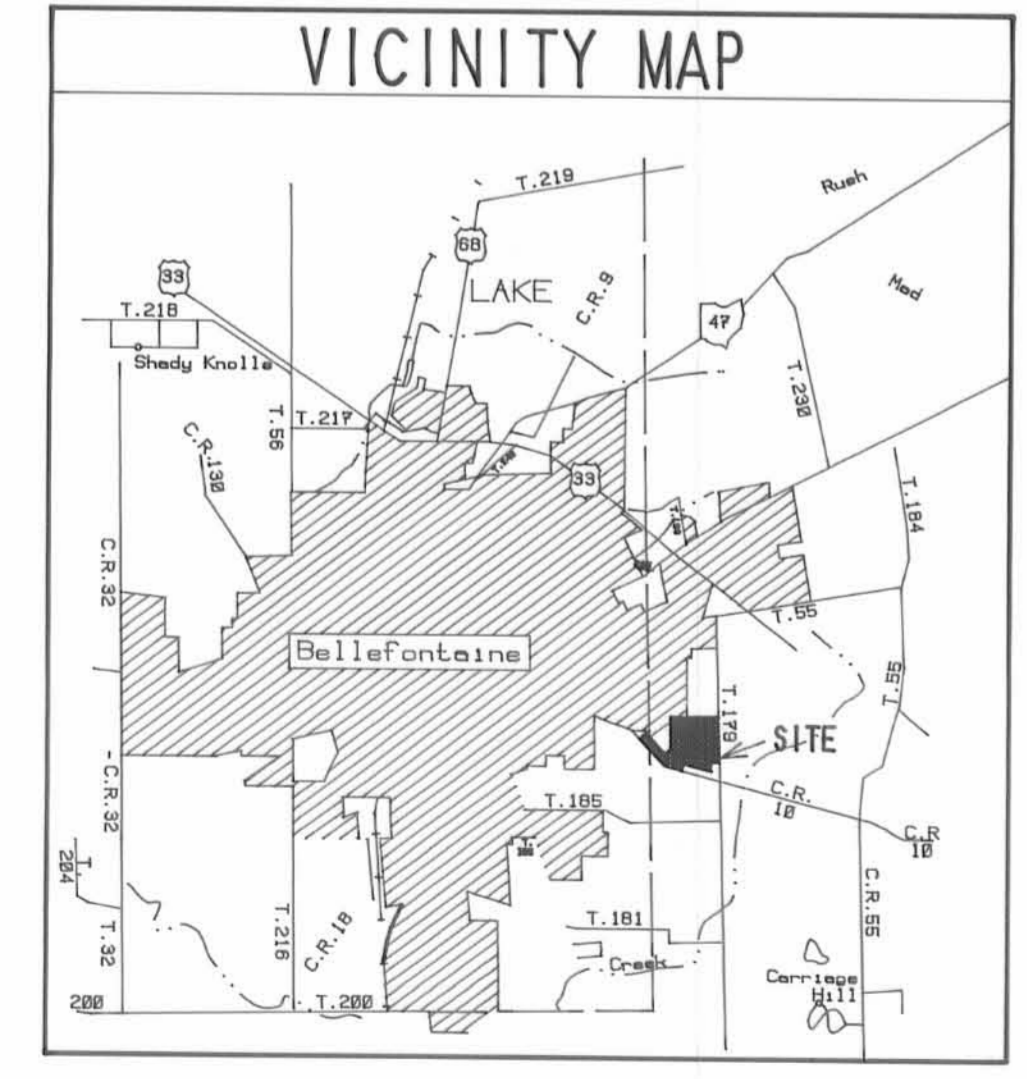 VICINITY MAP
T.219
Rush
68
33
LAKE
C.R.9
Mad
T.218
47
Shady Knolls
T.230
T.56
T.217
C.R.130
33
T.184
C.R.32
T.55
Bellefontaine
T.55
T.179
SITE
C.R.32
T.185
C.R.
10
C.R
10
T.
204
T.216
C.R.18
T.181
C.R.55
T.32
Creek
Carriage
Hill
200
T.200